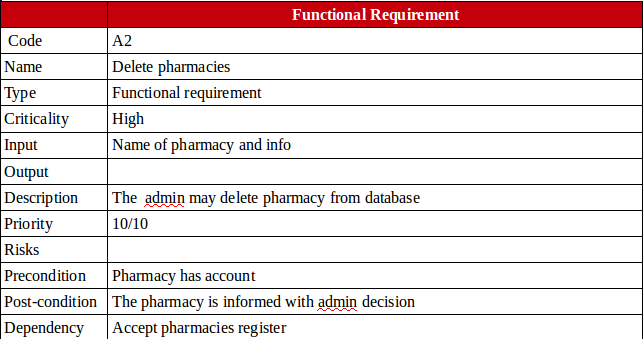 Functional Requirement
Code A2
Name Delete pharmacies
Type Functional requirement
Criticality High
Input Name of pharmacy and info
Output
Description The admin may delete pharmacy from database
Priority 10/10
Risks
Precondition Pharmacy has account
Post-condition The pharmacy is informed with admin decision
Dependency Accept pharmacies register